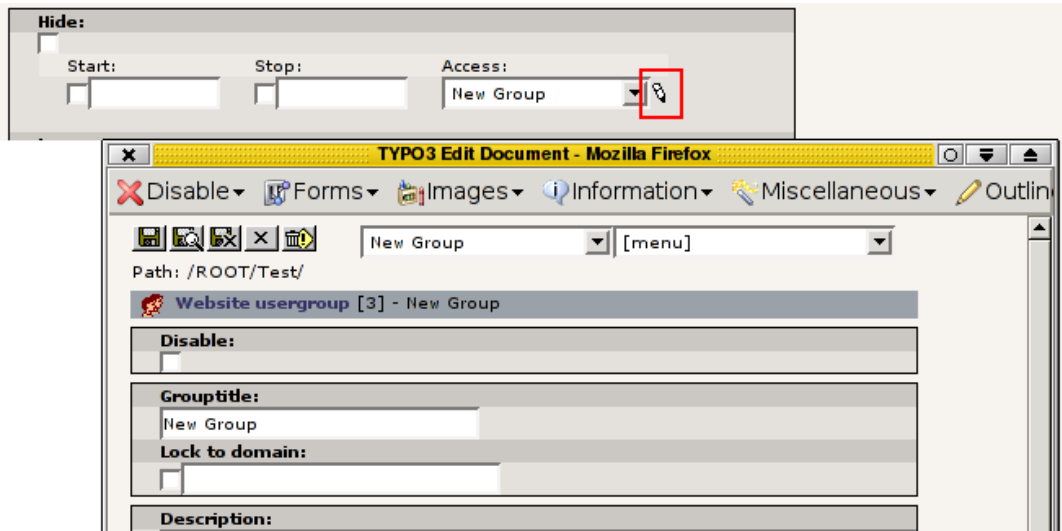 Hide:
Start: Stop: Access:
New Group
TYPO3 Edit Document - Mozilla Firefox
Disable Forms Images Information Miscellaneous Outlin
New Group [menu]
Path: /ROOT/Test/
Website usergroup [3] - New Group
Disable:
Grouptitle:
New Group
Lock to domain:
Description: